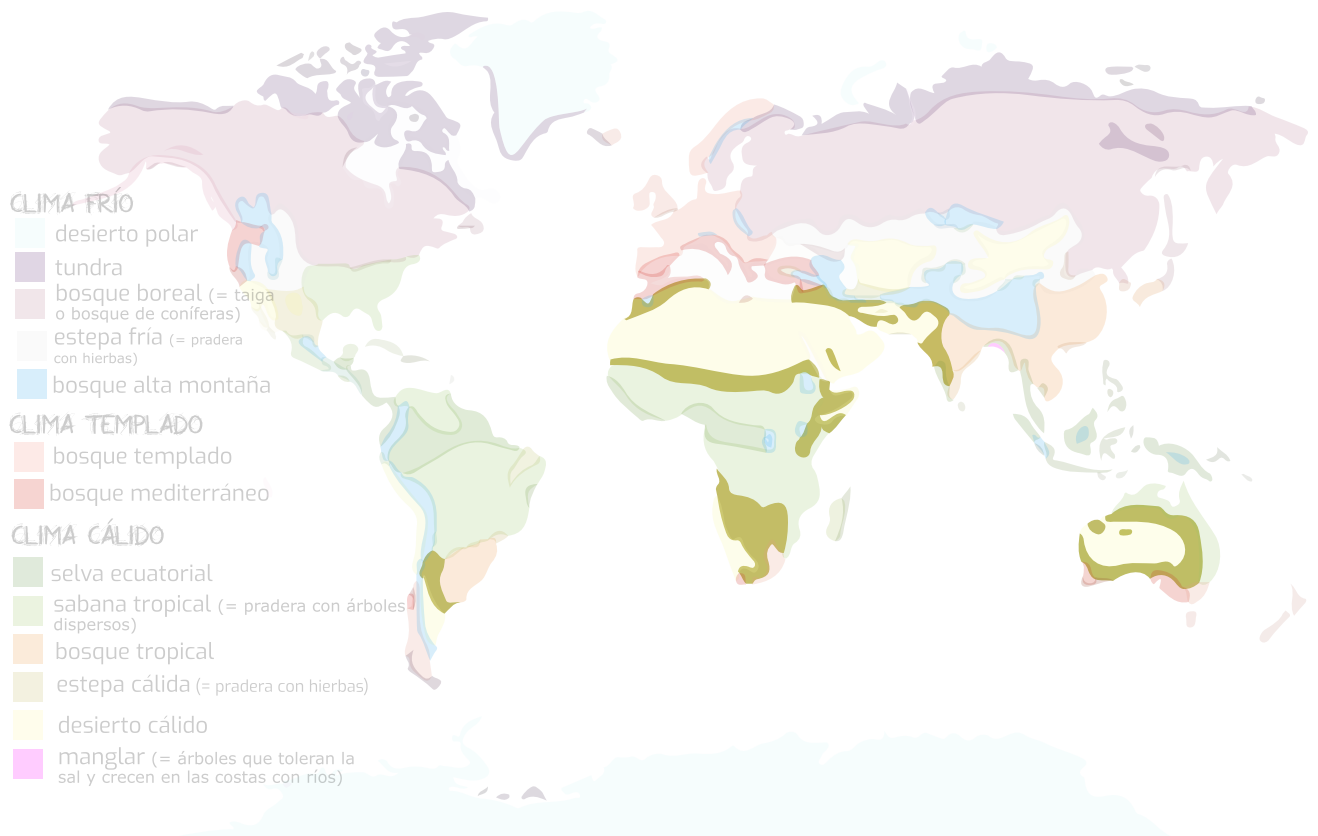 CLIMA FRÍO
desierto polar
tundra
bosque boreal (= taiga
o bosque de coníferas)
estepa fría (= pradera
con hierbas)
bosque alta montaña
CLIMA TEMPLADO
bosque templado
bosque mediterráneo
CLIMA CÁLIDO
selva ecuatorial
sabana tropical (= pradera con árboles
dispersos)
bosque tropical
estepa cálida (= pradera con hierbas)
desierto cálido
manglar (= árboles que toleran la
sal y crecen en las costas con ríos)